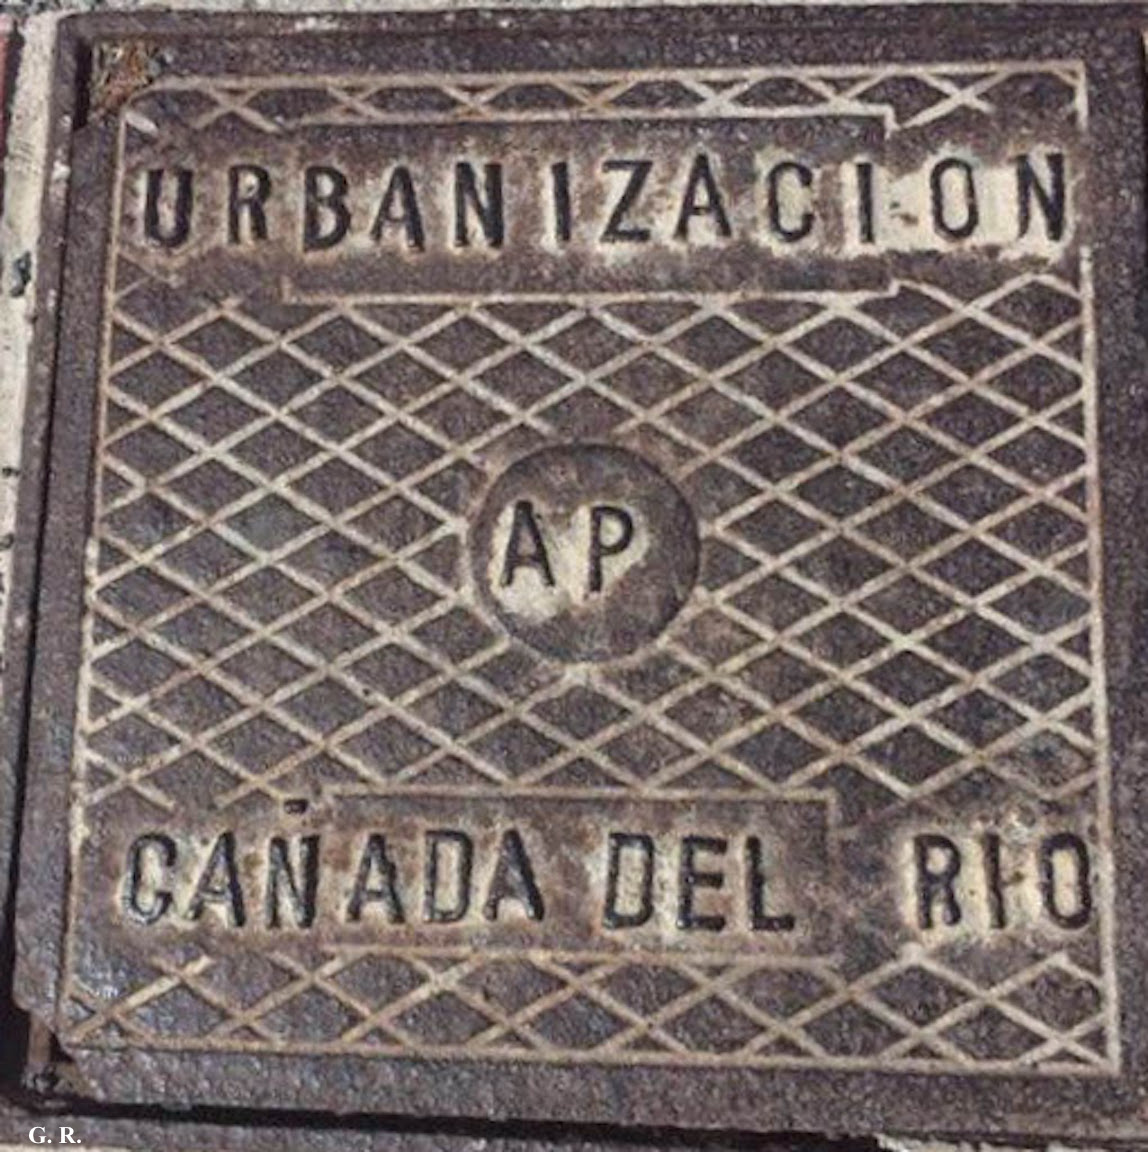 URBANIZACION
AP
CAÑADA DEL RIO
G. R.